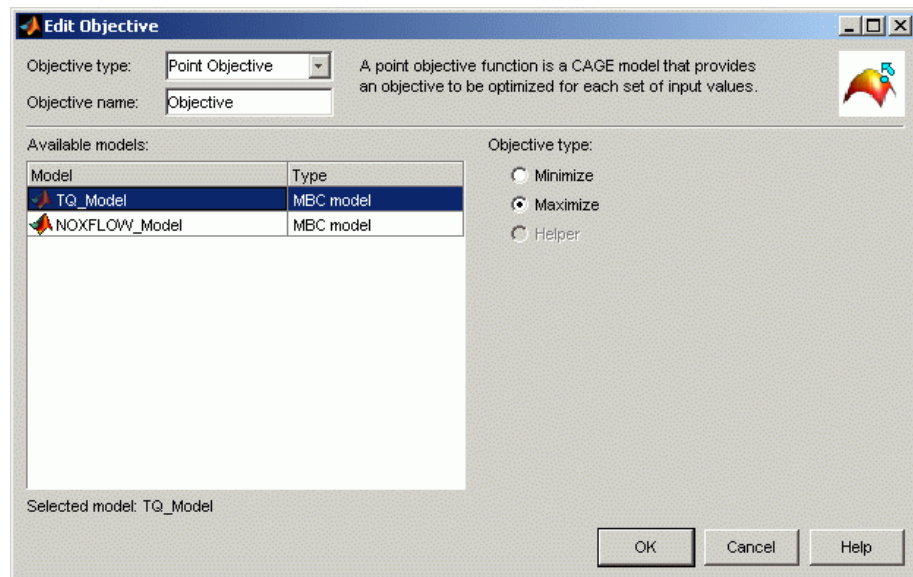 Edit Objective
Objective type: Point Objective
A point objective function is a CAGE model that provides
an objective to be optimized for each set of input values.
Objective name: Objective
Available models:
Model Type
TQ_Model MBC model
NOXFLOW_Model MBC model
Selected model: TQ_Model
Objective type:
Minimize
Maximize
Helper
OK Cancel Help